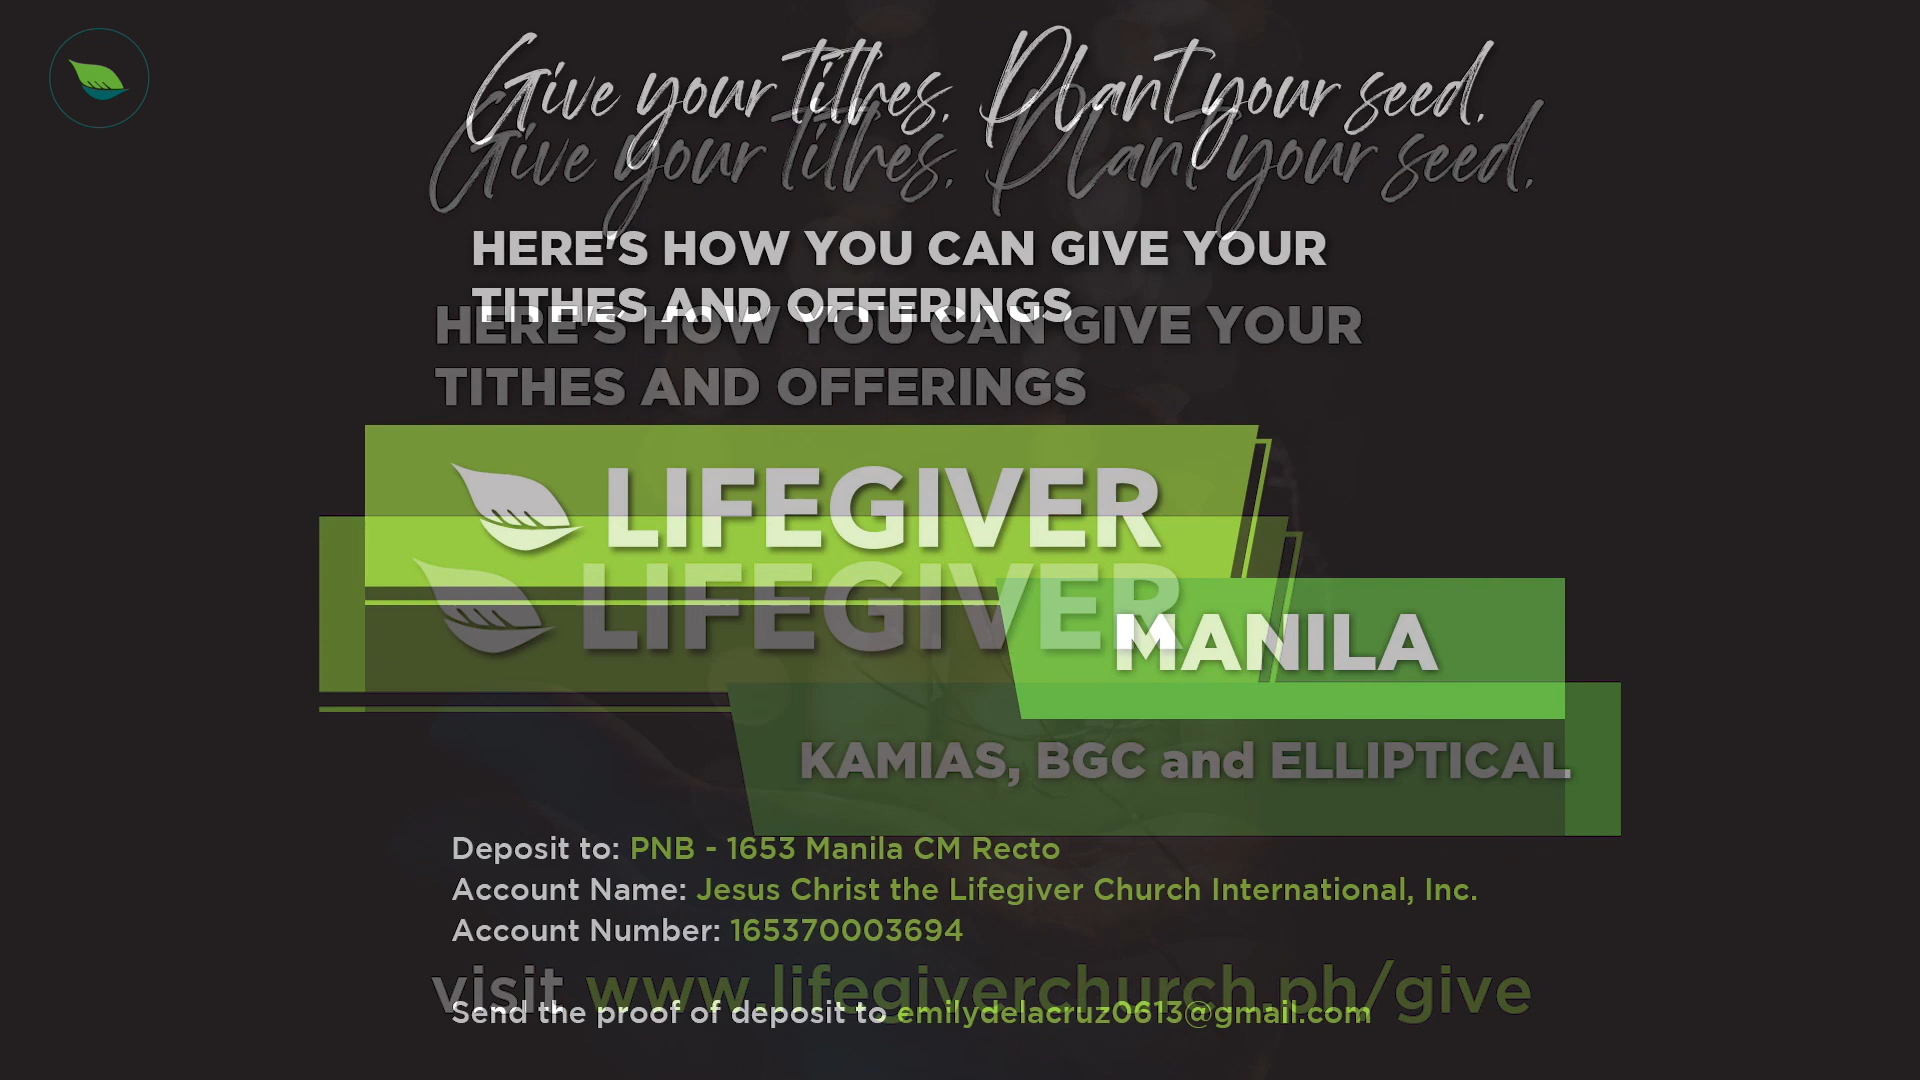 Give your tithes. Plant your seed.
Give your tithes. Plant your seed.
HERE'S HOW YOU CAN GIVE YOUR
TITHES AND OFFERINGS
HERE'S HOW YOU CAN GIVE YOUR
TITHES AND OFFERINGS
LIFEGIVER
LIFEGIVER
MANILA
KAMIAS, BGC and ELLIPTICAL
Deposit to: PNB - 1653 Manila CM Recto
Account Name: Jesus Christ the Lifegiver Church International, Inc.
Account Number: 165370003694
visit www.lifegiverchurch.ph/give
Send the proof of deposit to emilydelacruz0613@gmail.com